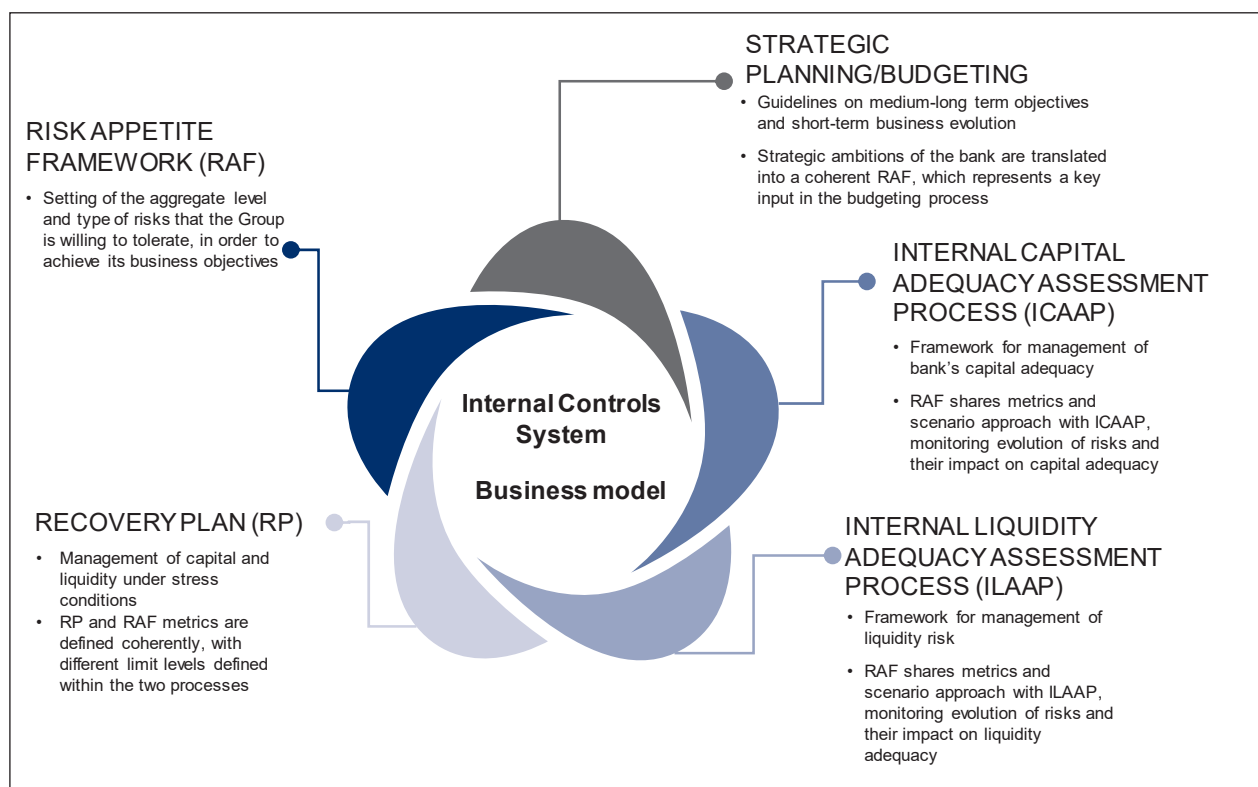 STRATEGIC
PLANNING/BUDGETING
• Guidelines on medium-long term objectives
and short-term business evolution
• Strategic ambitions of the bank are translated
into a coherent RAF, which represents a key
input in the budgeting process
RISK APPETITE
FRAMEWORK (RAF)
• Setting of the aggregate level
and type of risks that the Group
is willing to tolerate, in order to
achieve its business objectives
INTERNAL CAPITAL
ADEQUACY ASSESSMENT
PROCESS (ICAAP)
• Framework for management of
bank's capital adequacy
• RAF shares metrics and
scenario approach with ICAAP,
monitoring evolution of risks and
their impact on capital adequacy
Internal Controls
System
Business model
RECOVERY PLAN (RP)
• Management of capital and
liquidity under stress
conditions
• RP and RAF metrics are
defined coherently, with
different limit levels defined
within the two processes
INTERNAL LIQUIDITY
ADEQUACY ASSESSMENT
PROCESS (ILAAP)
• Framework for management of
liquidity risk
• RAF shares metrics and
scenario approach with ILAAP,
monitoring evolution of risks and
their impact on liquidity
adequacy